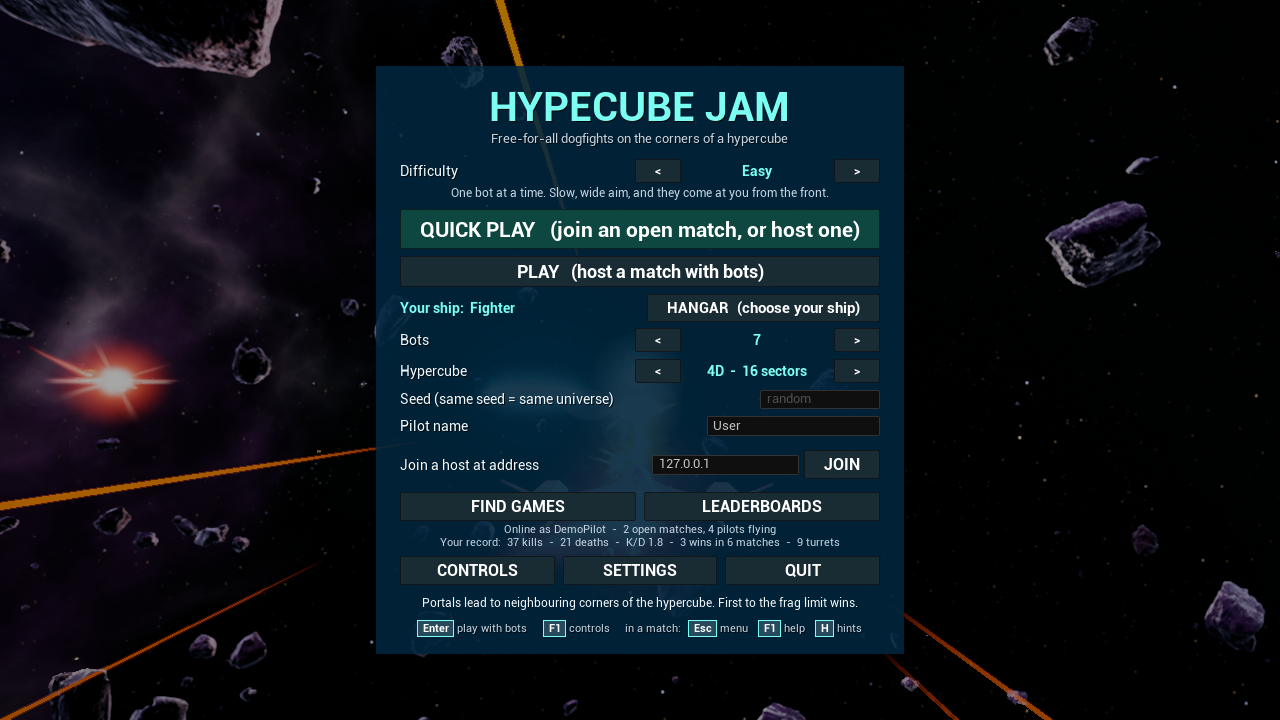 HYPECUBE JAM
Free-for-all dogfights on the corners of a hypercube
Difficulty < Easy >
One bot at a time. Slow, wide aim, and they come at you from the front.
QUICK PLAY (join an open match, or host one)
PLAY (host a match with bots)
Your ship: Fighter HANGAR (choose your ship)
Bots < 7 >
Hypercube < 4D - 16 sectors >
Seed (same seed = same universe) random
Pilot name User
Join a host at address 127.0.0.1 JOIN
FIND GAMES LEADERBOARDS
Online as DemoPilot - 2 open matches, 4 pilots flying
Your record: 37 kills - 21 deaths - K/D 1.8 - 3 wins in 6 matches - 9 turrets
CONTROLS SETTINGS QUIT
Portals lead to neighbouring corners of the hypercube. First to the frag limit wins.
Enter play with bots F1 controls in a match: Esc menu F1 help H hints